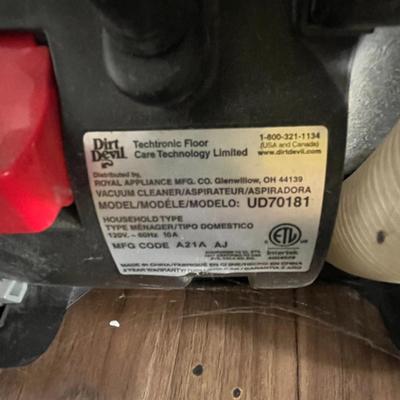 Dirt Devil
Techtronic Floor
Care Technology Limited
1-800-321-1134
(USA and Canada)
www.dirtdevil.com
Distributed by,
ROYAL APPLIANCE MFG. CO. Glenwillow, OH 44139
VACUUM CLEANER/ASPIRATEUR/ASPIRADORA
MODEL/MODÈLE/MODELO: UD70181
HOUSEHOLD TYPE
TYPE MÉNAGER/TIPO DOMESTICO
120V. ~ 60Hz 10A
MFG CODE A21A AJ
ETL
Intertek
MADE IN CHINA/FABRIQUÉ EN CHINE/HECHO EN CHINA